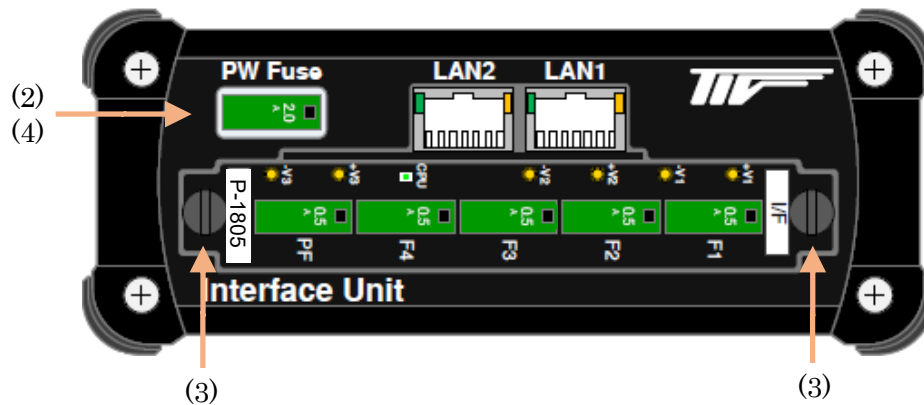 PW Fuse
LAN2
LAN1
(2)
(4)
2.0
A
-V3
+V3
CPU
-V2
+V2
-V1
+V1
P-1805
0.5
A
0.5
A
0.5
A
0.5
A
0.5
A
I/F
PF
F4
F3
F2
F1
Interface Unit
(3)
(3)